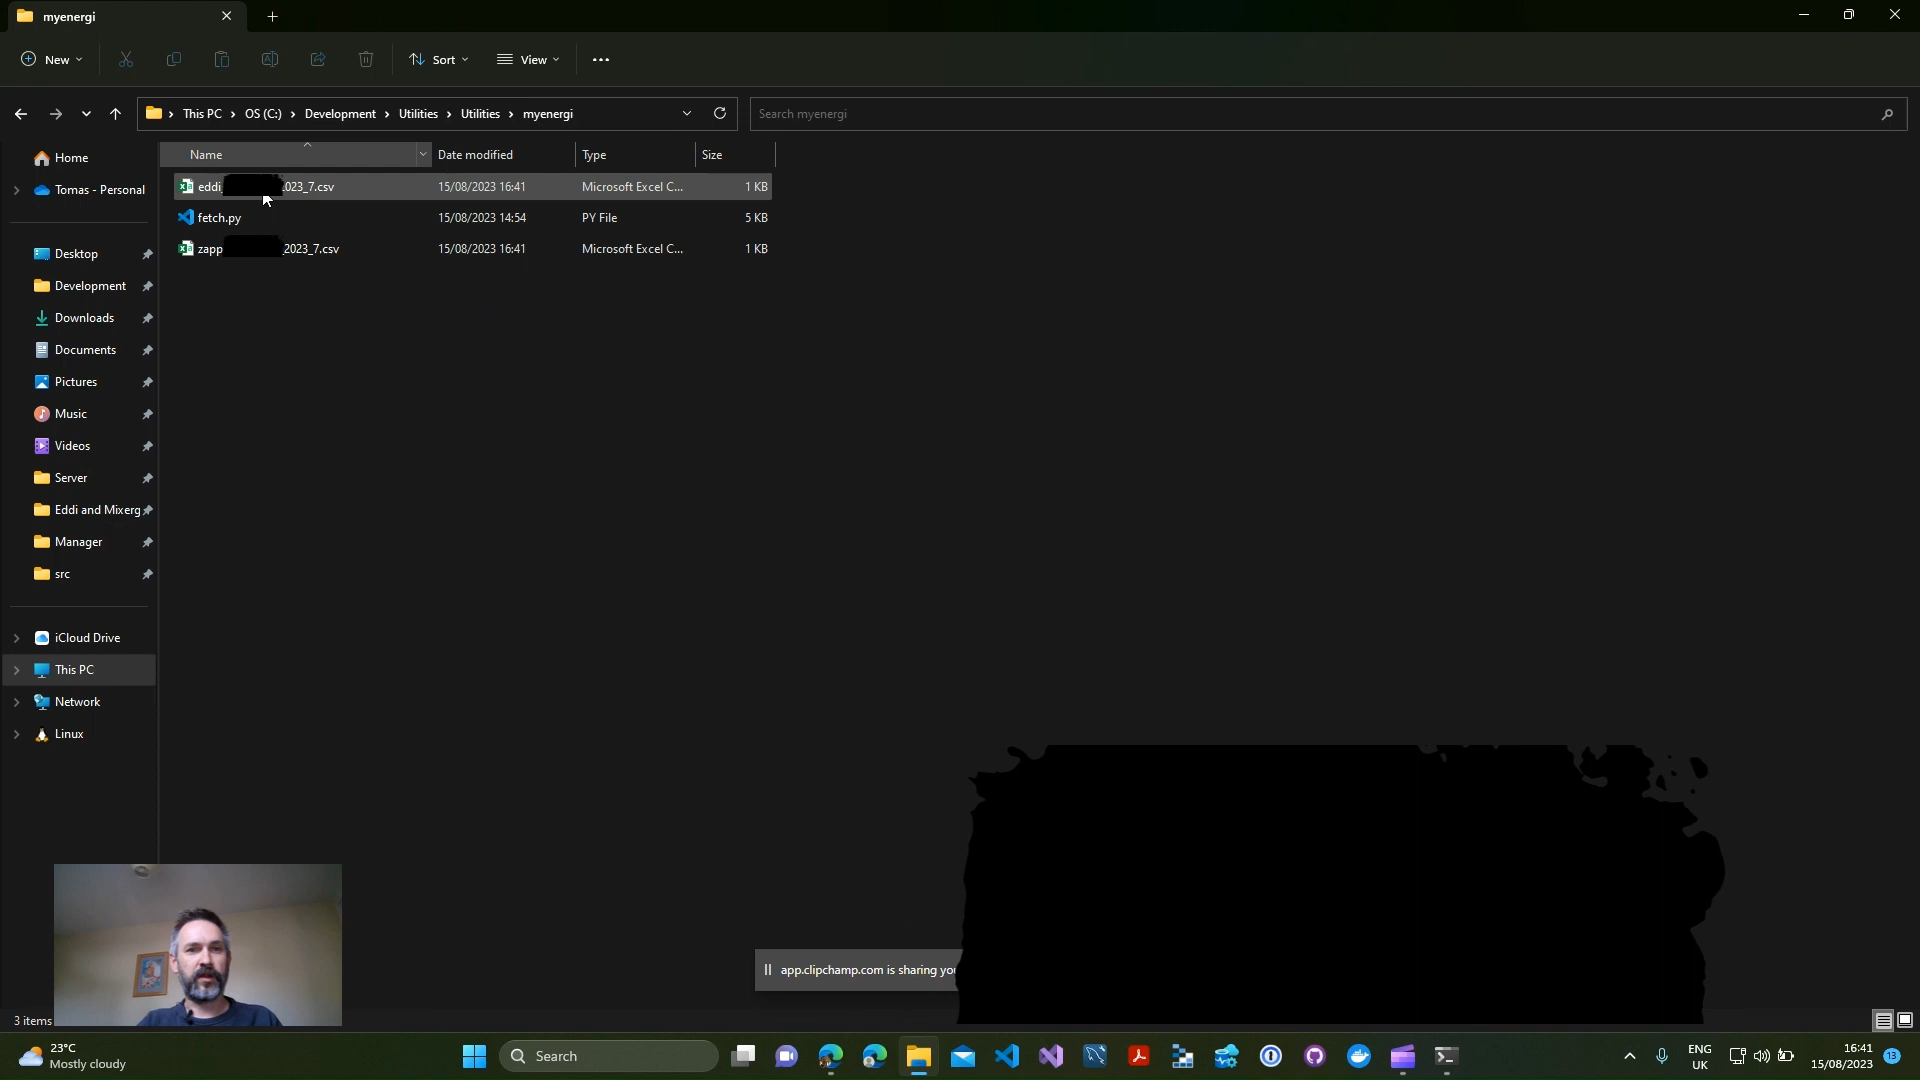 myenergi
New
Sort
View
This PC > OS (C:) > Development > Utilities > Utilities > myenergi
Search myenergi
Name Date modified Type Size
eddi 023_7.csv 15/08/2023 16:41 Microsoft Excel C... 1 KB
fetch.py 15/08/2023 14:54 PY File 5 KB
zapp 2023_7.csv 15/08/2023 16:41 Microsoft Excel C... 1 KB
Home
Tomas - Personal
Desktop
Development
Downloads
Documents
Pictures
Music
Videos
Server
Eddi and Mixerg
Manager
src
iCloud Drive
This PC
Network
Linux
app.clipchamp.com is sharing you
3 items
23°C
Mostly cloudy
Search
ENG
UK
16:41
15/08/2023
13